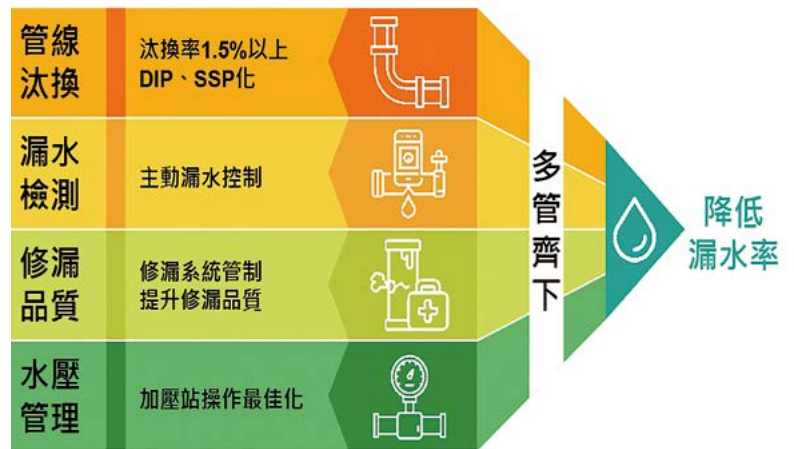 管線
汰換
汰換率1.5%以上
DIP、SSP化
漏水
檢測
主動漏水控制
修漏
品質
修漏系統管制
提升修漏品質
水壓
管理
加壓站操作最佳化
多管齊下
降低
漏水率